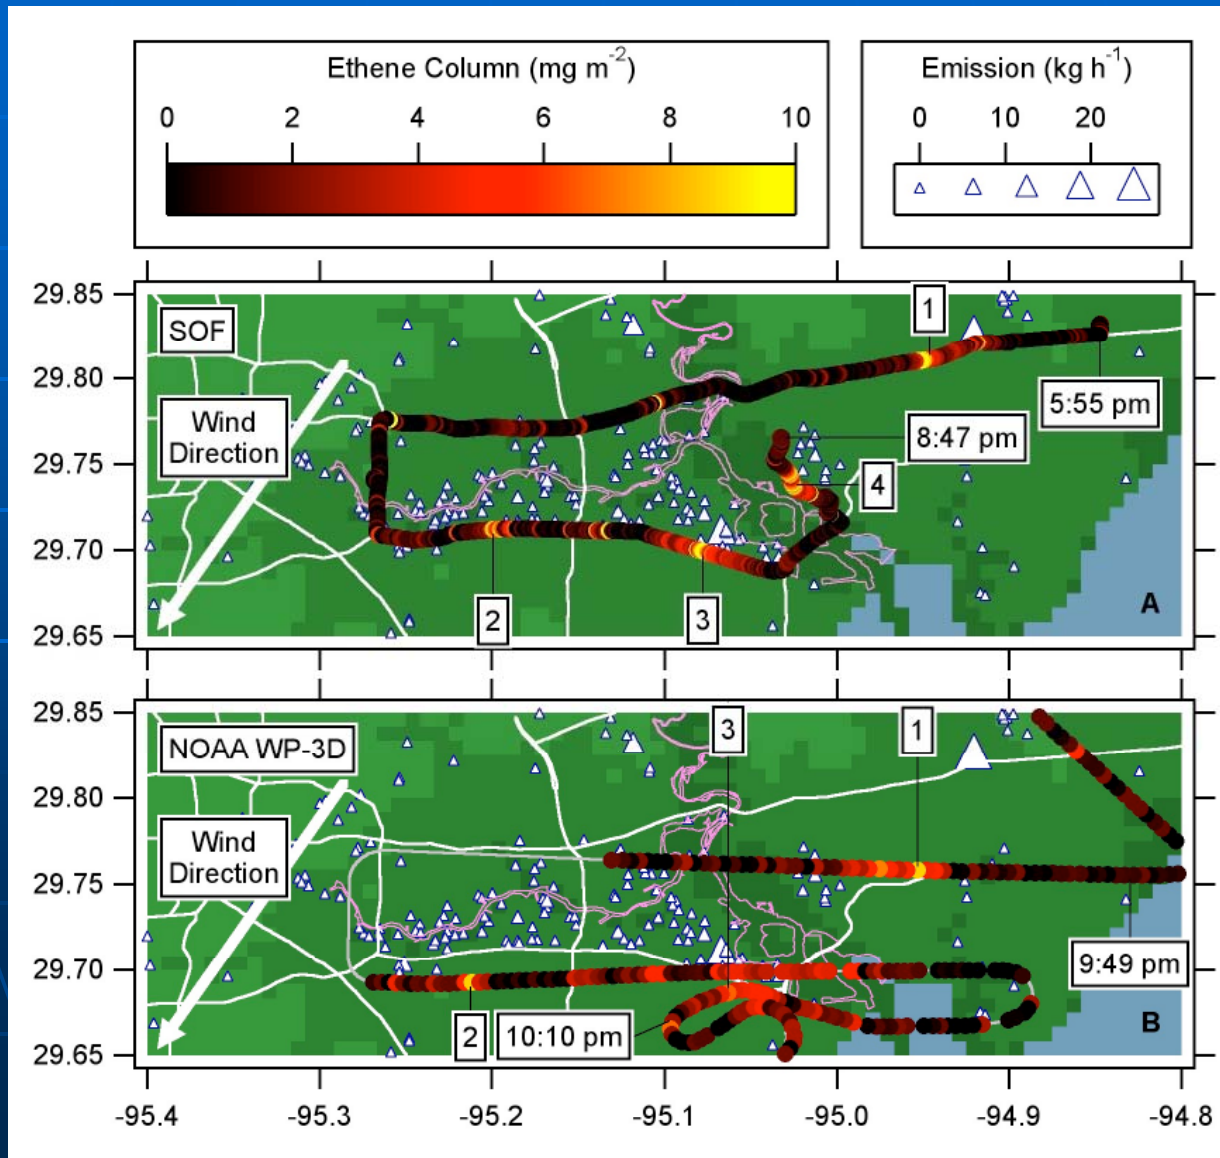 Ethene Column (mg m-2)
0 2 4 6 8 10
Emission (kg h-1)
0 10 20
29.85
29.80
29.75
29.70
29.65
SOF
Wind
Direction
1
5:55 pm
8:47 pm
4
2
3
A
29.85
29.80
29.75
29.70
29.65
NOAA WP-3D
Wind
Direction
3
1
9:49 pm
2
10:10 pm
B
-95.4 -95.3 -95.2 -95.1 -95.0 -94.9 -94.8